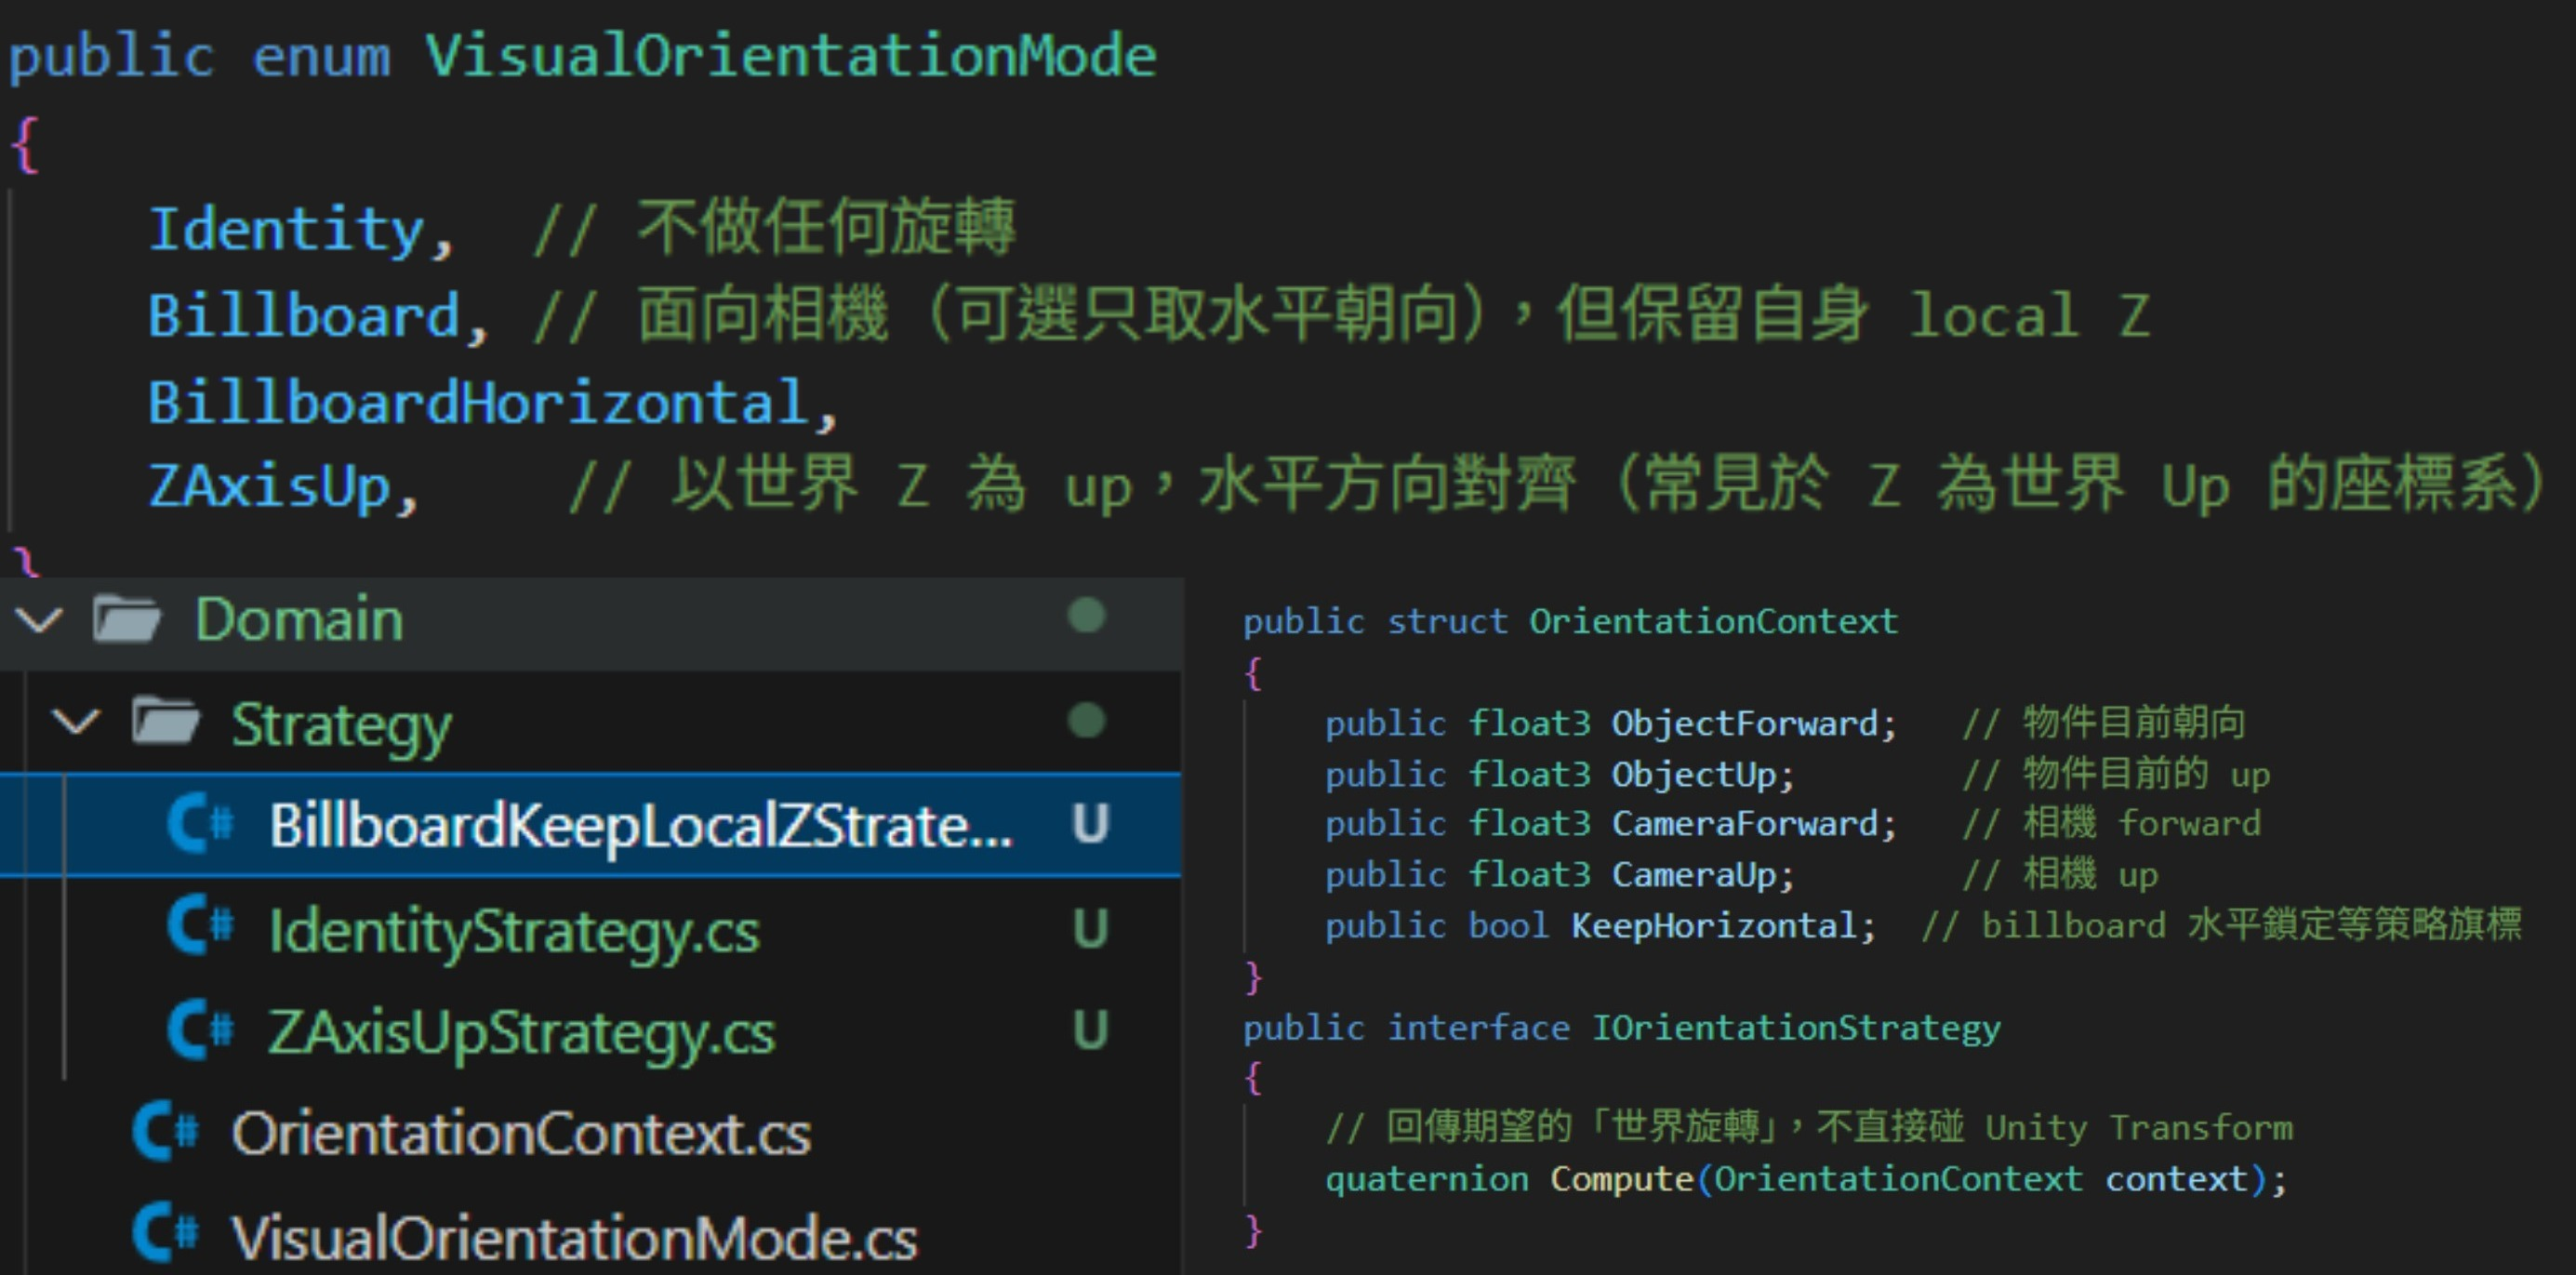 public enum VisualOrientationMode
{
Identity, // 不做任何旋轉
Billboard, // 面向相機（可選只取水平朝向），但保留自身 local Z
BillboardHorizontal,
ZAxisUp, // 以世界 Z 為 up，水平方向對齊（常見於 Z 為世界 Up 的座標系）
}
Domain
Strategy
BillboardKeepLocalZStrate... U
IdentityStrategy.cs U
ZAxisUpStrategy.cs U
OrientationContext.cs
VisualOrientationMode.cs
public struct OrientationContext
{
public float3 ObjectForward; // 物件目前朝向
public float3 ObjectUp; // 物件目前的 up
public float3 CameraForward; // 相機 forward
public float3 CameraUp; // 相機 up
public bool KeepHorizontal; // billboard 水平鎖定等策略旗標
}
public interface IOrientationStrategy
{
// 回傳期望的「世界旋轉」，不直接碰 Unity Transform
quaternion Compute(OrientationContext context);
}